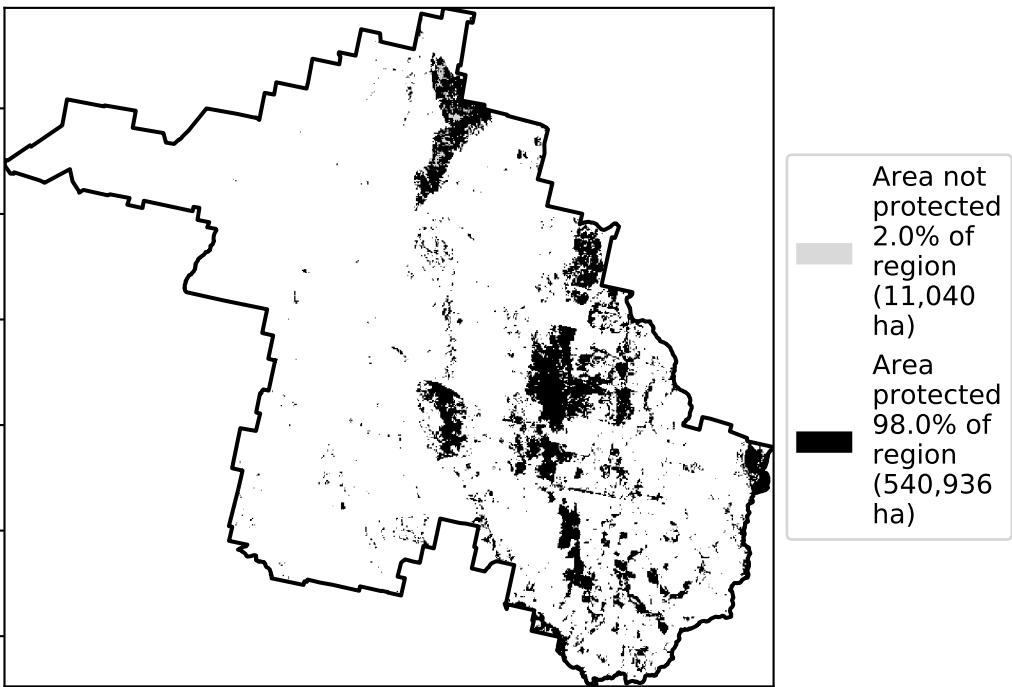 Area not
protected
2.0% of
region
(11,040
ha)
Area
protected
98.0% of
region
(540,936
ha)